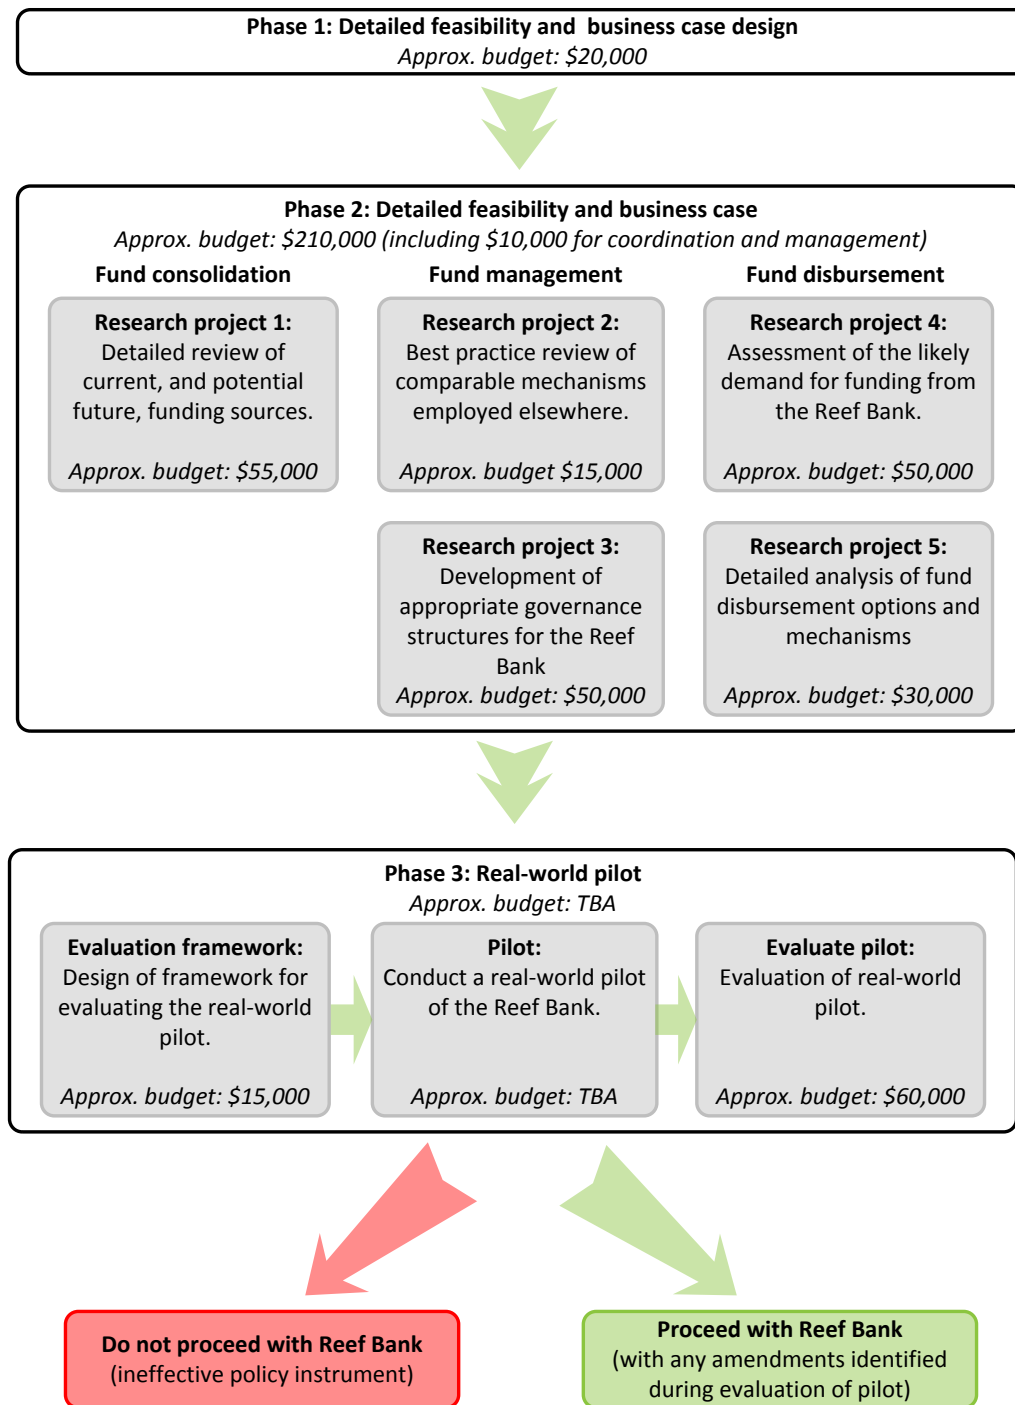 Phase 1: Detailed feasibility and  business case design
Approx. budget: $20,000
Phase 2: Detailed feasibility and business case
Approx. budget: $210,000 (including $10,000 for coordination and management)
Fund consolidation
Research project 1:
Detailed review of
current, and potential
future, funding sources.
Approx. budget: $55,000
Fund management
Research project 2:
Best practice review of
comparable mechanisms
employed elsewhere.
Approx. budget $15,000
Research project 3:
Development of
appropriate governance
structures for the Reef
Bank
Approx. budget: $50,000
Fund disbursement
Research project 4:
Assessment of the likely
demand for funding from
the Reef Bank.
Approx. budget: $50,000
Research project 5:
Detailed analysis of fund
disbursement options and
mechanisms
Approx. budget: $30,000
Phase 3: Real-world pilot
Approx. budget: TBA
Evaluation framework:
Design of framework for
evaluating the real-world
pilot.
Approx. budget: $15,000
Pilot:
Conduct a real-world pilot
of the Reef Bank.
Approx. budget: TBA
Evaluate pilot:
Evaluation of real-world
pilot.
Approx. budget: $60,000
Do not proceed with Reef Bank
(ineffective policy instrument)
Proceed with Reef Bank
(with any amendments identified
during evaluation of pilot)